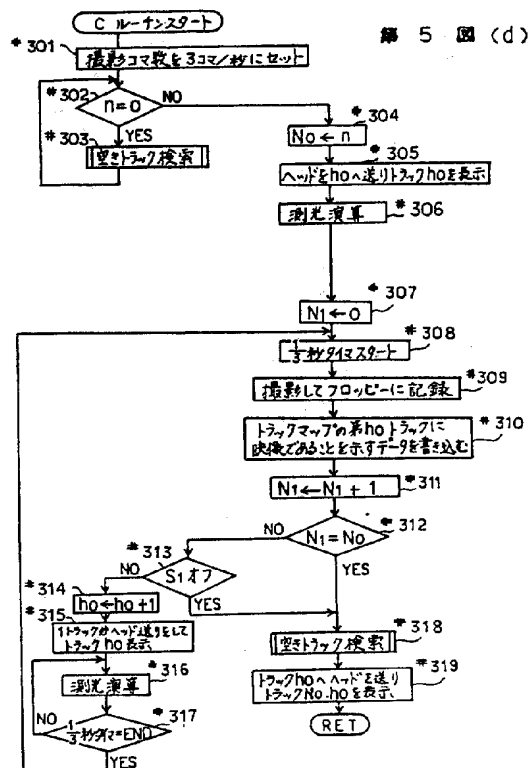 第 5 図 (d)
C ルーチンスタート
#301
撮影コマ数を3コマ/秒にセット
#302
n=0
NO
YES
#303
空きトラック検索
#304
No←n
#305
ヘッドをhoへ送りトラックhoを表示
測光演算
#306
#307
N1←0
#308
1/3秒タイマスタート
#309
撮影してフロッピーに記録
トラックマップの第hoトラックに
映像であることを示すデータを書き込む
#310
N1←N1+1
#311
N1=No
#312
NO
YES
#313
S1オフ
NO
YES
#314
ho←ho+1
#315
1トラック分ヘッド送りをして
トラックho表示
#316
測光演算
#317
1/3秒タイマ=END
NO
YES
#318
空きトラック検索
#319
トラックhoへヘッドを送り
トラックNo.hoを表示
RET